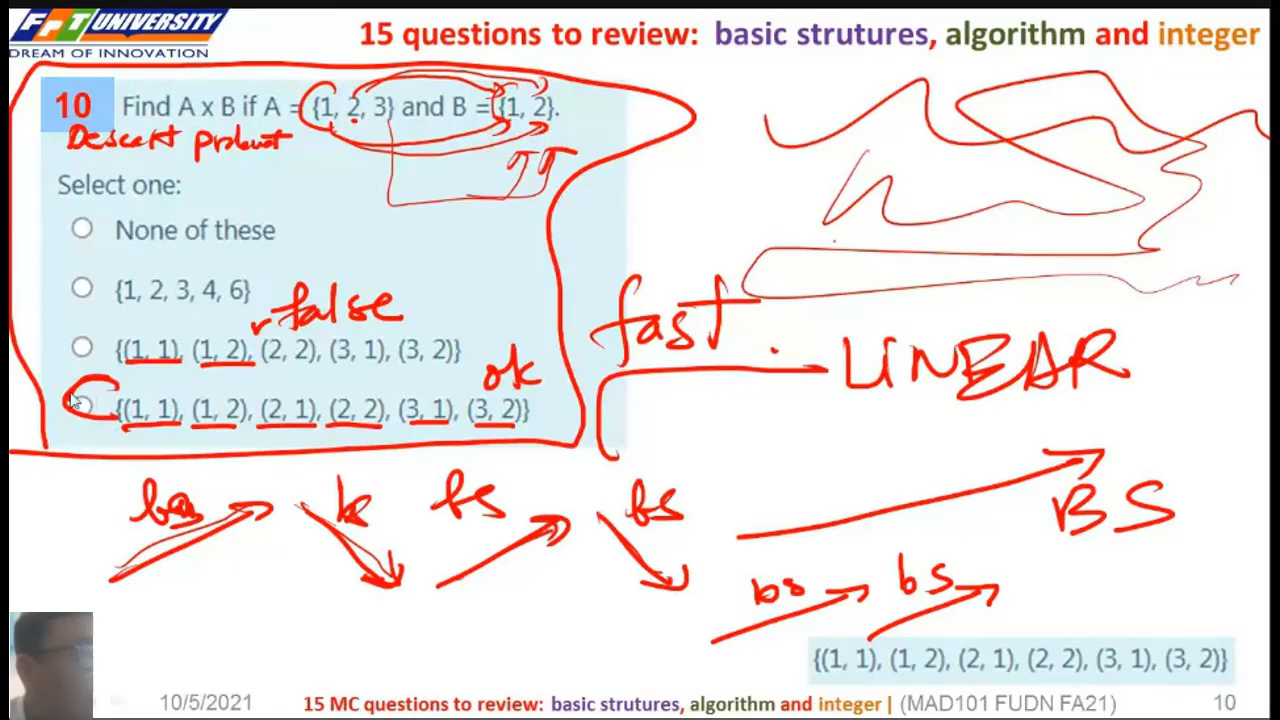 FPT UNIVERSITY
DREAM OF INNOVATION
15 questions to review: basic strutures, algorithm and integer
10 Find A x B if A = {1, 2, 3} and B = {1, 2}.
Select one:
None of these
{1, 2, 3, 4, 6}
false
{(1, 1), (1, 2), (2, 2), (3, 1), (3, 2)}
ok
{(1, 1), (1, 2), (2, 1), (2, 2), (3, 1), (3, 2)}
fast
LINEAR
bs bs bs
BS
bs bs
{(1, 1), (1, 2), (2, 1), (2, 2), (3, 1), (3, 2)}
10/5/2021 15 MC questions to review: basic strutures, algorithm and integer | (MAD101 FUDN FA21) 10